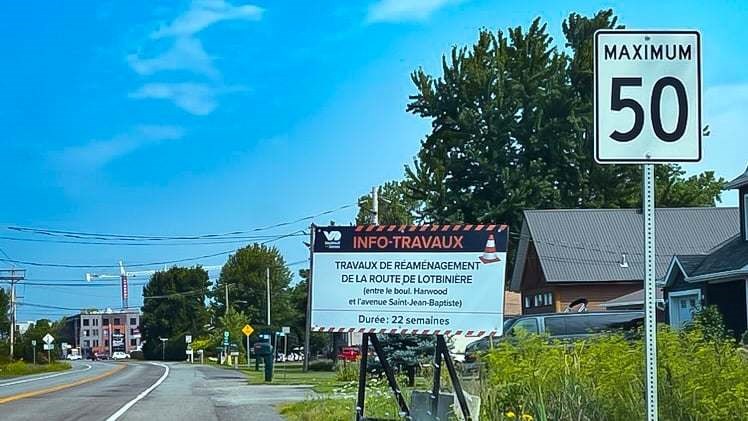 MAXIMUM
50
INFO-TRAVAUX
TRAVAUX DE RÉAMÉNAGEMENT
DE LA ROUTE DE LOTBINIÈRE
(entre le boul. Harwood
et l'avenue Saint-Jean-Baptiste)
Durée : 22 semaines